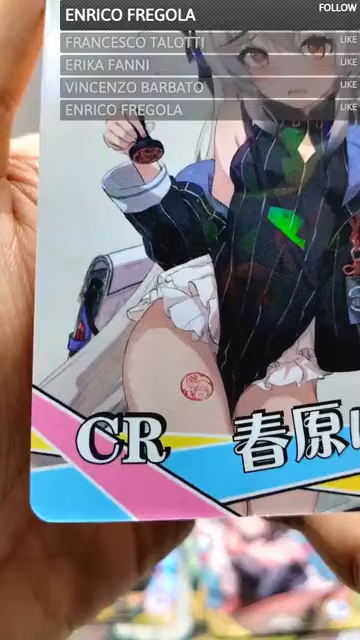 ENRICO FREGOLA
FOLLOW
FRANCESCO TALOTTI
LIKE
ERIKA FANNI
LIKE
VINCENZO BARBATO
LIKE
ENRICO FREGOLA
LIKE
CR
春原